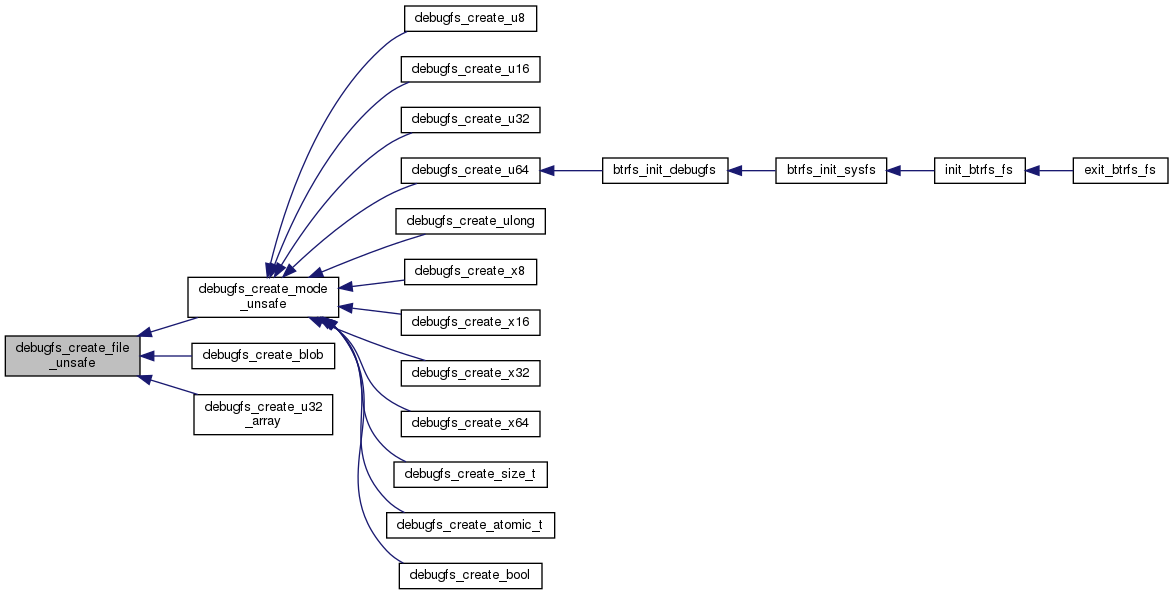 debugfs_create_u8
debugfs_create_u16
debugfs_create_u32
debugfs_create_u64
btrfs_init_debugfs
btrfs_init_sysfs
init_btrfs_fs
exit_btrfs_fs
debugfs_create_ulong
debugfs_create_x8
debugfs_create_mode
_unsafe
debugfs_create_x16
debugfs_create_file
_unsafe
debugfs_create_blob
debugfs_create_x32
debugfs_create_u32
_array
debugfs_create_x64
debugfs_create_size_t
debugfs_create_atomic_t
debugfs_create_bool